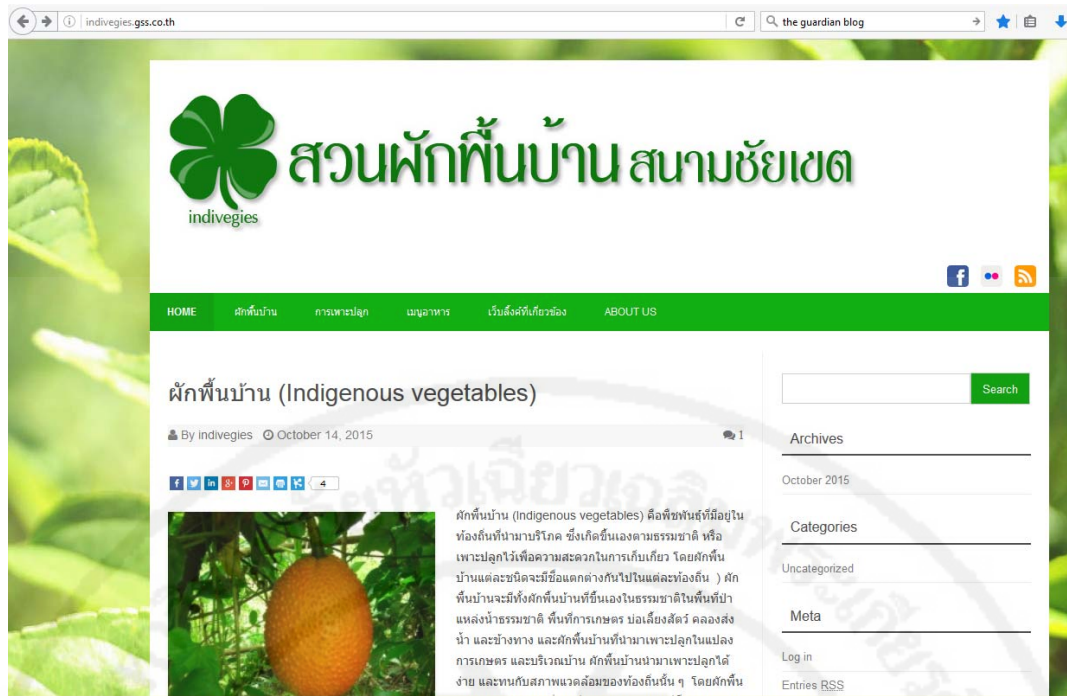 indivegies.gss.co.th
the guardian blog
สวนผักพื้นบ้าน สนามชัยเขต
indivegies
HOME ผักพื้นบ้าน การเพาะปลูก เมนูอาหาร เว็บลิ้งค์ที่เกี่ยวข้อง ABOUT US
ผักพื้นบ้าน (Indigenous vegetables)
By indivegies October 14, 2015 1
4
ผักพื้นบ้าน (Indigenous vegetables) คือพืชพันธุ์ที่มีอยู่ใน
ท้องถิ่นที่นำมาบริโภค ซึ่งเกิดขึ้นเองตามธรรมชาติ หรือ
เพาะปลูกไว้เพื่อความสะดวกในการเก็บเกี่ยว โดยผักพื้น
บ้านแต่ละชนิดจะมีชื่อแตกต่างกันไปในแต่ละท้องถิ่น ) ผัก
พื้นบ้านจะมีทั้งผักพื้นบ้านที่ขึ้นเองในธรรมชาติในพื้นที่ป่า
แหล่งน้ำธรรมชาติ พื้นที่การเกษตร บ่อเลี้ยงสัตว์ คลองส่ง
น้ำ และข้างทาง และผักพื้นบ้านที่นำมาเพาะปลูกในแปลง
การเกษตร และบริเวณบ้าน ผักพื้นบ้านนำมาเพาะปลูกได้
ง่าย และทนกับสภาพแวดล้อมของท้องถิ่นนั้น ๆ โดยผักพื้น
Search
Archives
October 2015
Categories
Uncategorized
Meta
Log in
Entries RSS